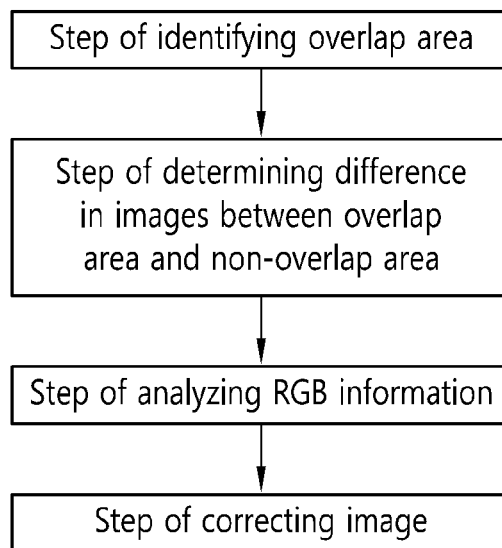 Step of identifying overlap area
Step of determining difference
in images between overlap
area and non-overlap area
Step of analyzing RGB information
Step of correcting image